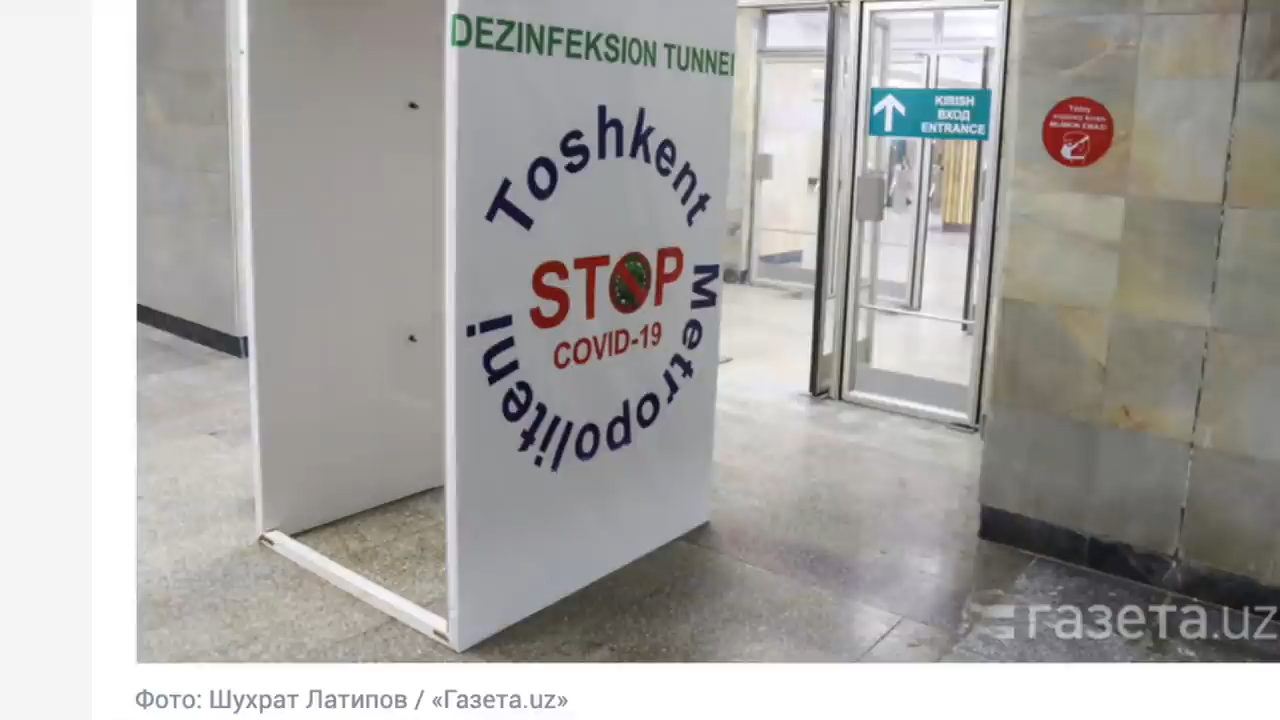 DEZINFEKSION TUNNEL
Toshkent Metropoliteni
STOP
COVID-19
KIRISH
ВХОД
ENTRANCE
газета.uz
Фото: Шухрат Латипов / «Газета.uz»